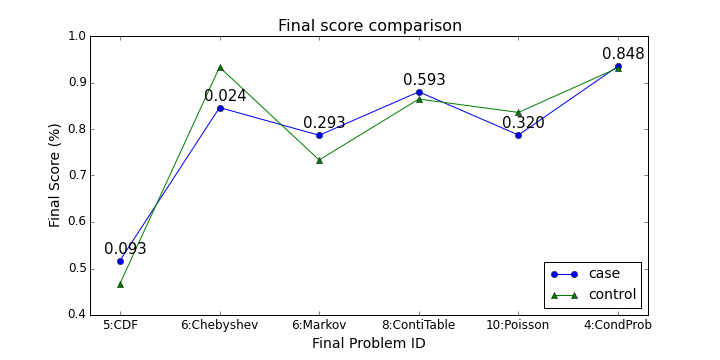 Final score comparison
1.0
0.9
0.8
0.7
0.6
0.5
0.4
Final Score (%)
0.093
0.024
0.293
0.593
0.320
0.848
case
control
5:CDF 6:Chebyshev 6:Markov 8:ContiTable 10:Poisson 4:CondProb
Final Problem ID